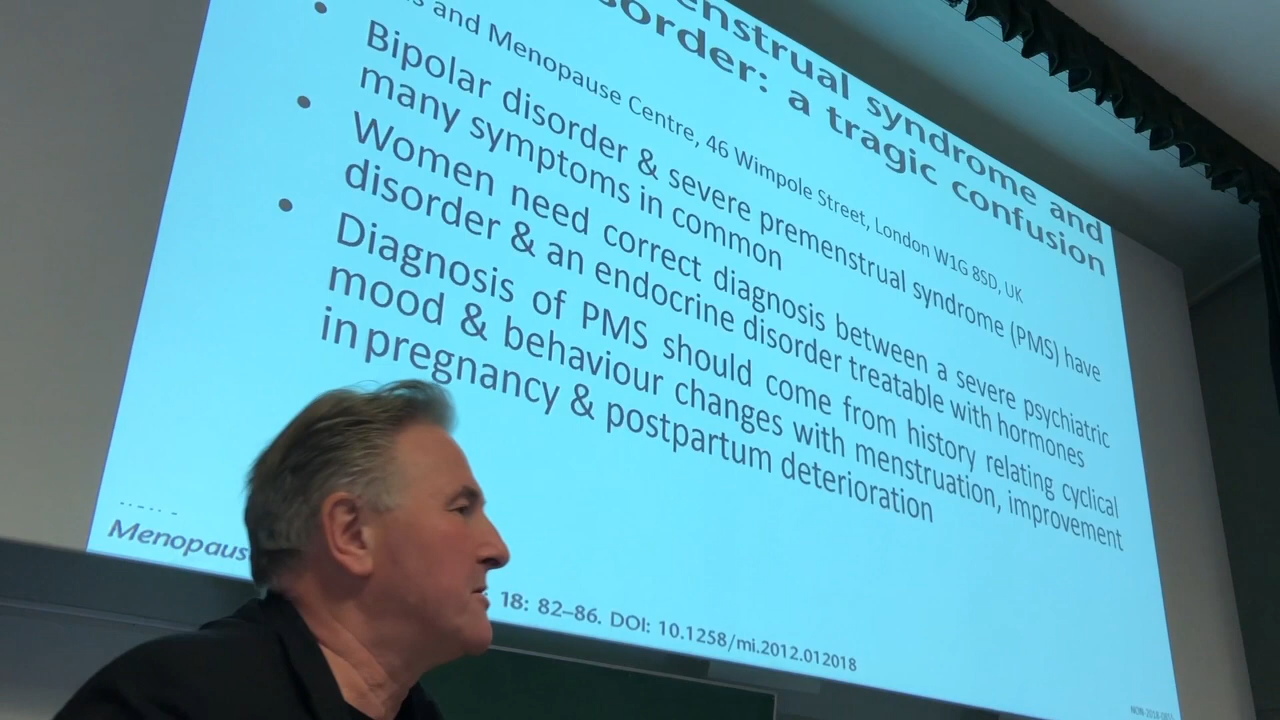 enstrual syndrome and
order: a tragic confusion
s and Menopause Centre, 46 Wimpole Street, London W1G 8SD, UK
• Bipolar disorder & severe premenstrual syndrome (PMS) have
many symptoms in common
• Women need correct diagnosis between a severe psychiatric
disorder & an endocrine disorder treatable with hormones
• Diagnosis of PMS should come from history relating cyclical
mood & behaviour changes with menstruation, improvement
in pregnancy & postpartum deterioration
Menopaus
18: 82–86. DOI: 10.1258/mi.2012.012018